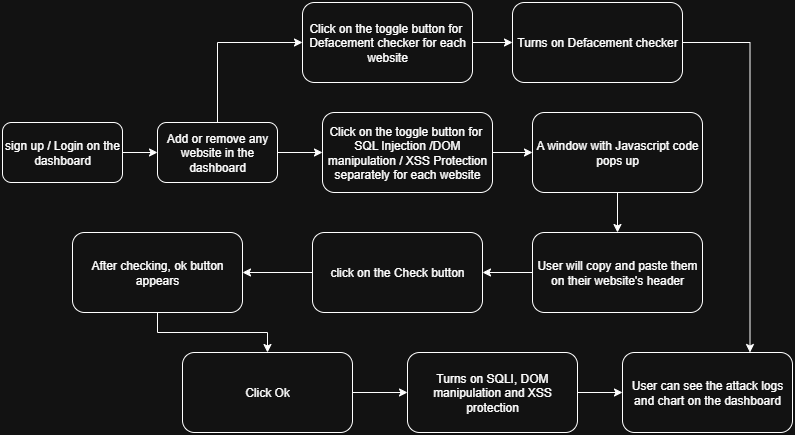 Click on the toggle button for
Defacement checker for each
website
Turns on Defacement checker
sign up / Login on the
dashboard
Add or remove any
website in the
dashboard
Click on the toggle button for
SQL Injection /DOM
manipulation / XSS Protection
separately for each website
A window with Javascript code
pops up
After checking, ok button
appears
click on the Check button
User will copy and paste them
on their website's header
Click Ok
Turns on SQLI, DOM
manipulation and XSS
protection
User can see the attack logs
and chart on the dashboard